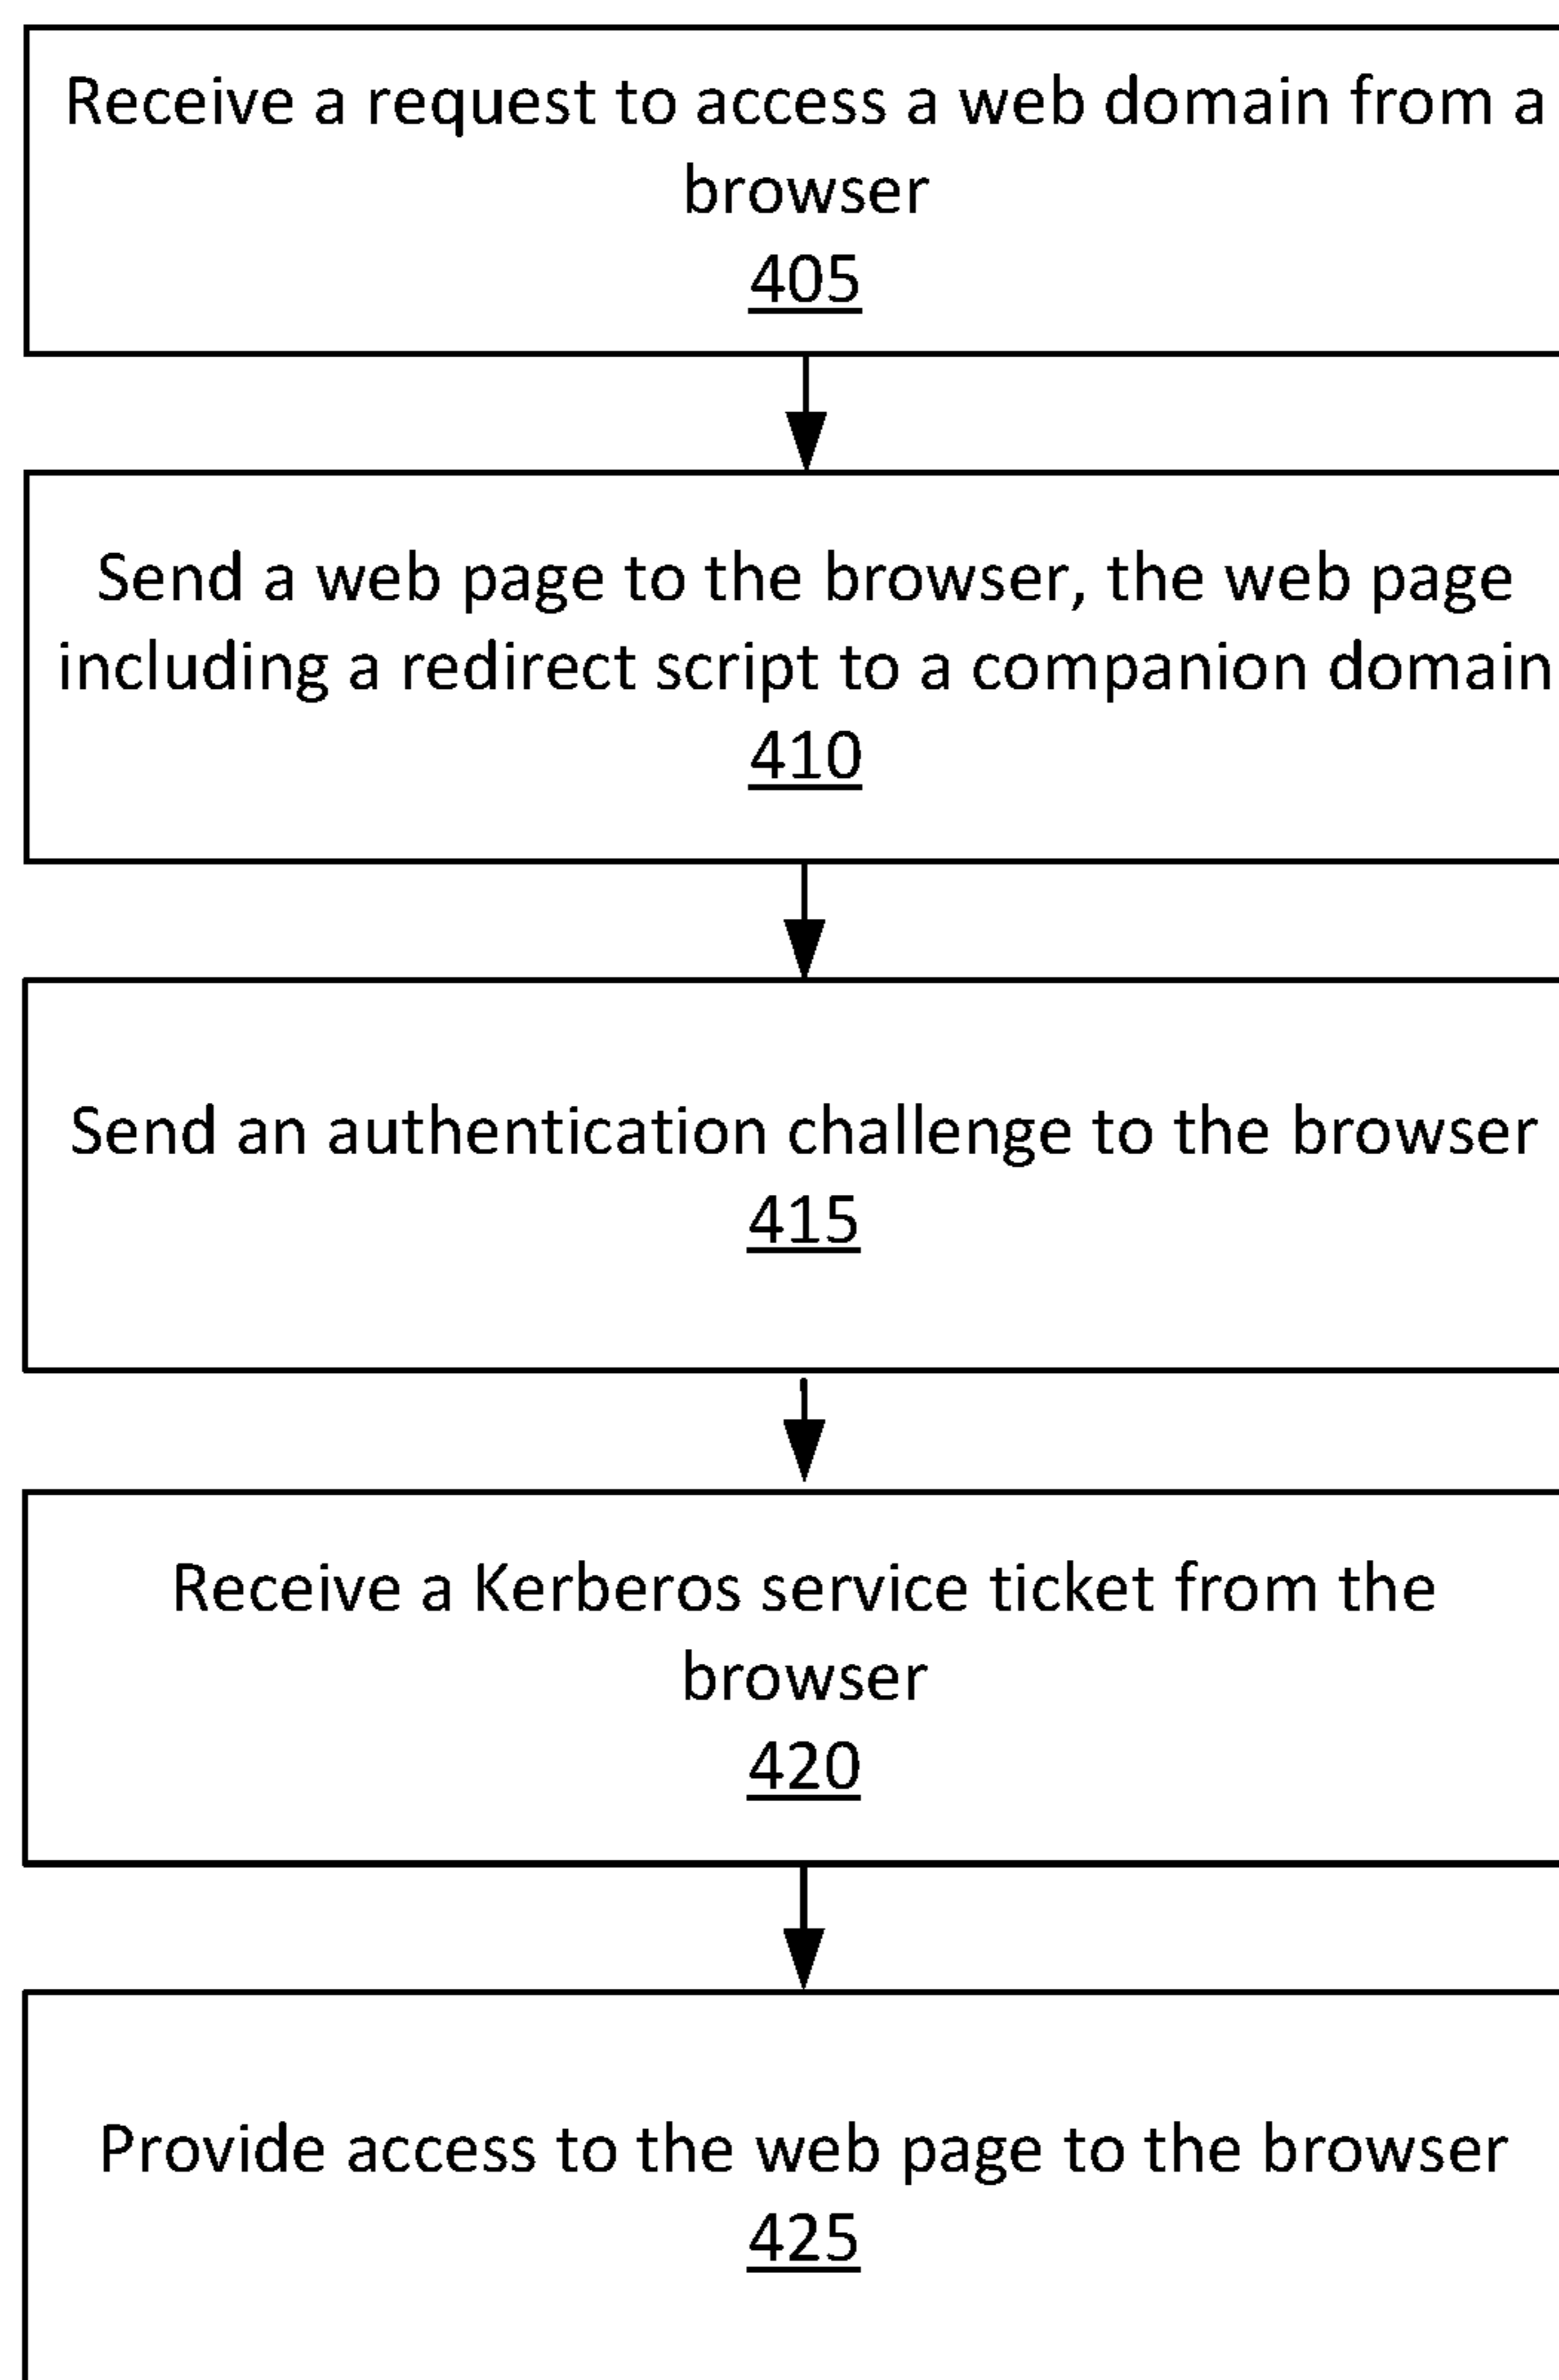 Receive a request to access a web domain from a
browser
405
Send a web page to the browser, the web page
including a redirect script to a companion domain
410
Send an authentication challenge to the browser
415
Receive a Kerberos service ticket from the
browser
420
Provide access to the web page to the browser
425